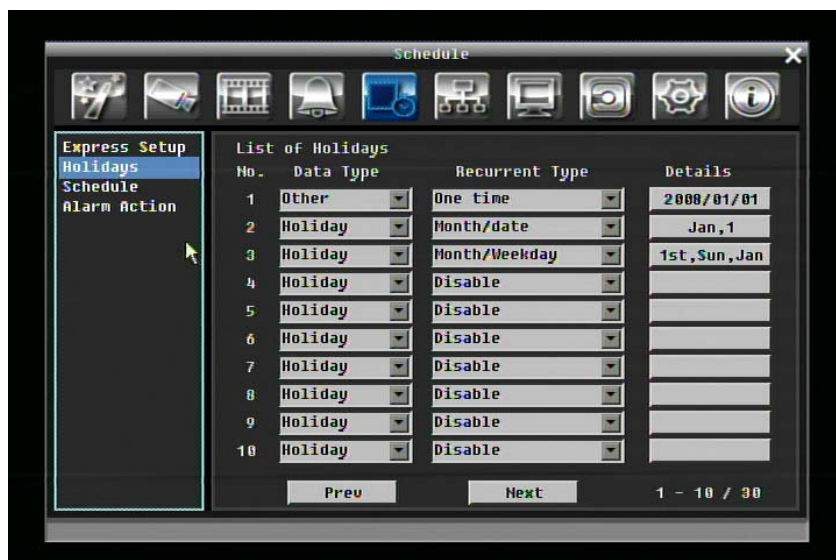 Schedule
Express Setup
Holidays
Schedule
Alarm Action
List of Holidays
No. Data Type Recurrent Type Details
1 Other One time 2008/01/01
2 Holiday Month/date Jan,1
3 Holiday Month/Weekday 1st,Sun,Jan
4 Holiday Disable
5 Holiday Disable
6 Holiday Disable
7 Holiday Disable
8 Holiday Disable
9 Holiday Disable
10 Holiday Disable
Prev Next 1 - 10 / 30